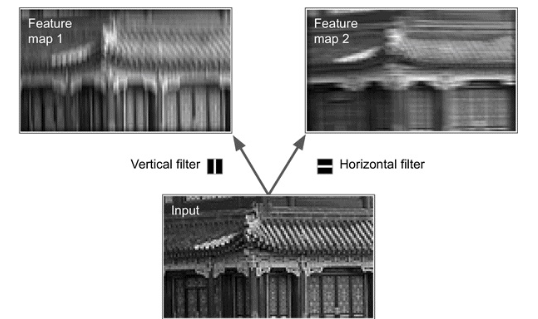 Feature
map 1
Feature
map 2
Vertical filter
Horizontal filter
Input